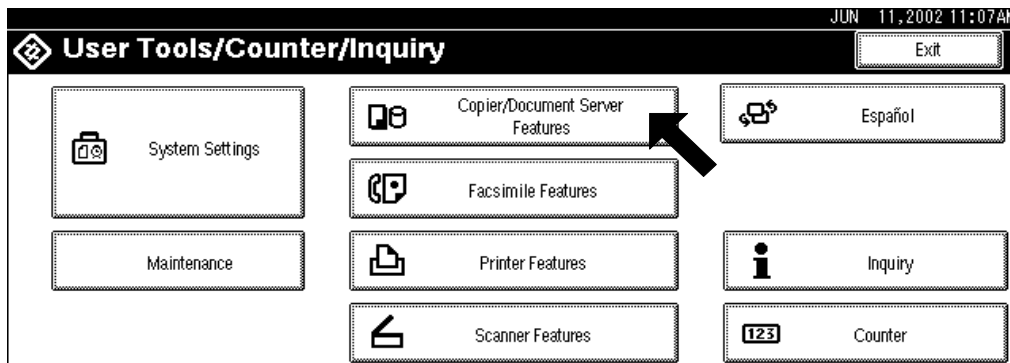 JUN 11,2002 11:07AM
User Tools/Counter/Inquiry
Exit
System Settings
Maintenance
Copier/Document Server
Features
Facsimile Features
Printer Features
Scanner Features
Español
Inquiry
123
Counter